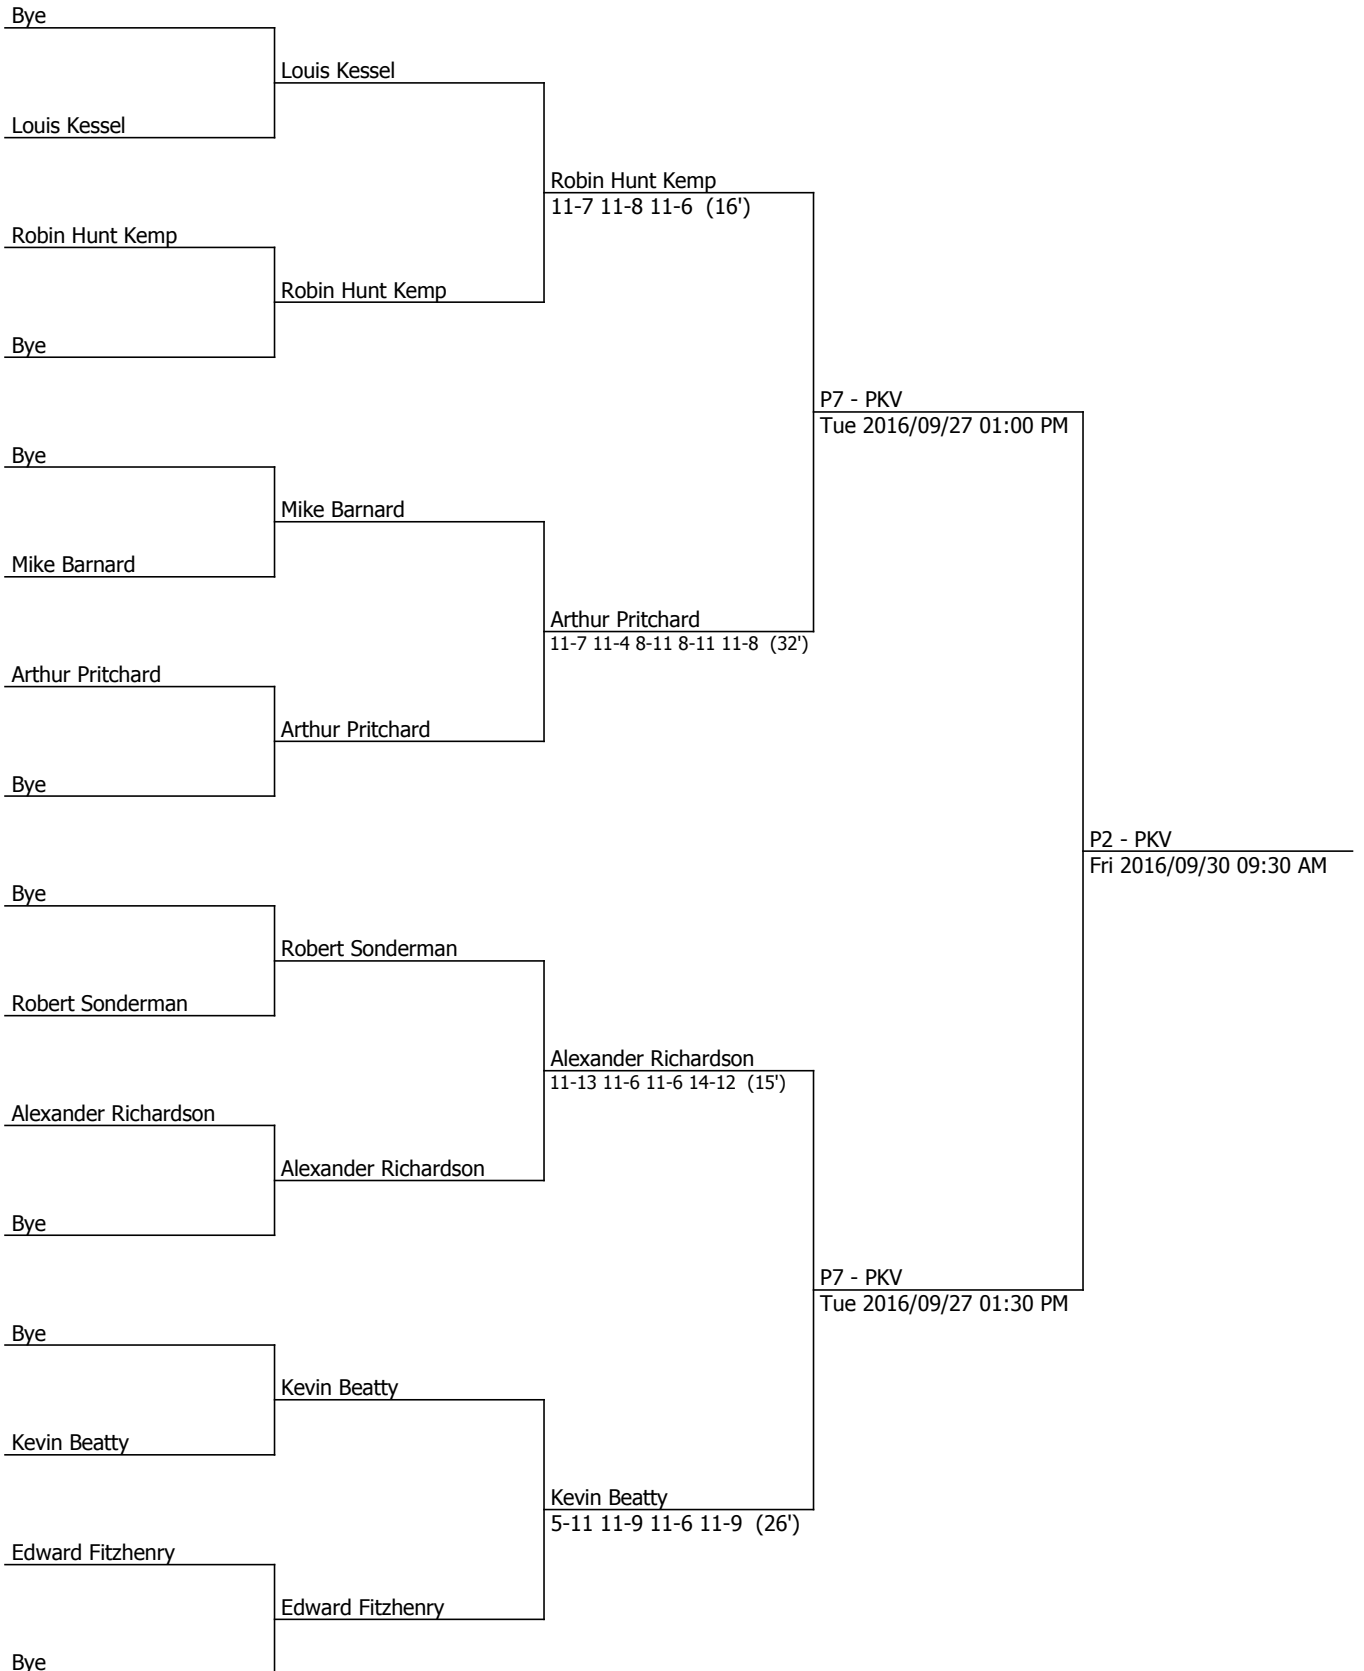 Bye
Louis Kessel
Louis Kessel
Robin Hunt Kemp
11-7 11-8 11-6  (16')
Robin Hunt Kemp
Robin Hunt Kemp
Bye
P7 - PKV
Tue 2016/09/27 01:00 PM
Bye
Mike Barnard
Mike Barnard
Arthur Pritchard
11-7 11-4 8-11 8-11 11-8  (32')
Arthur Pritchard
Arthur Pritchard
Bye
P2 - PKV
Fri 2016/09/30 09:30 AM
Bye
Robert Sonderman
Robert Sonderman
Alexander Richardson
11-13 11-6 11-6 14-12  (15')
Alexander Richardson
Alexander Richardson
Bye
P7 - PKV
Tue 2016/09/27 01:30 PM
Bye
Kevin Beatty
Kevin Beatty
Kevin Beatty
5-11 11-9 11-6 11-9  (26')
Edward Fitzhenry
Edward Fitzhenry
Bye